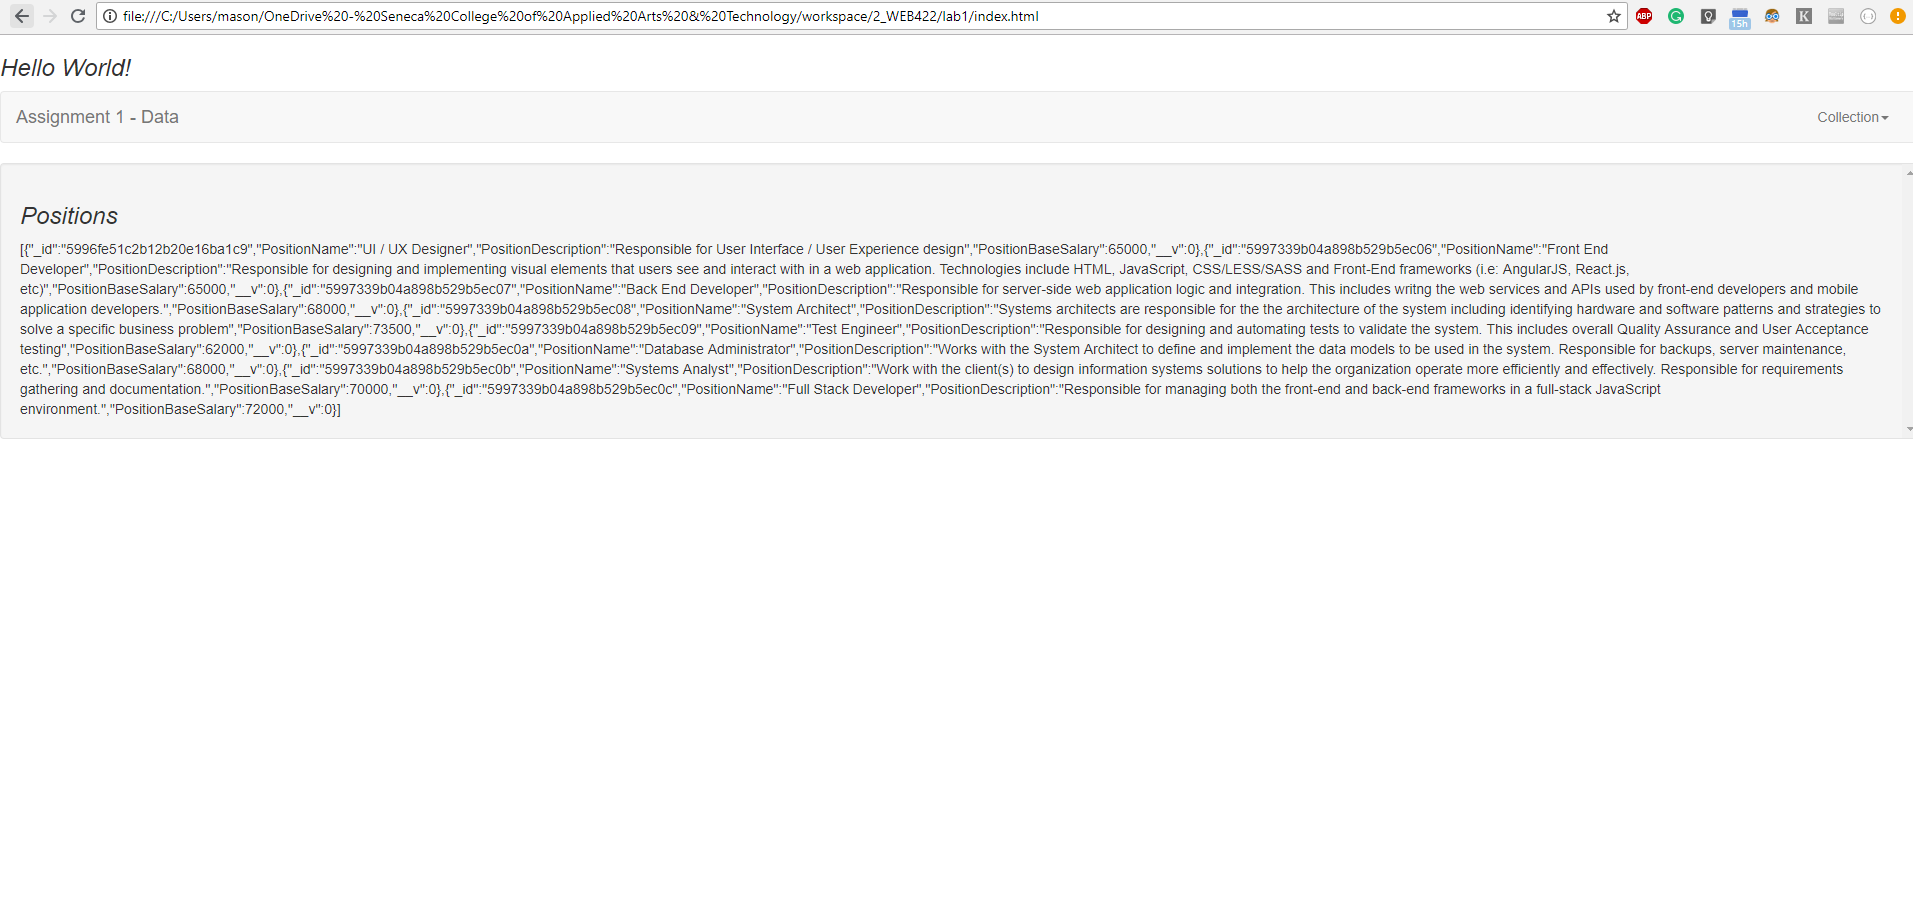 file:///C:/Users/mason/OneDrive%20-%20Seneca%20College%20of%20Applied%20Arts%20&%20Technology/workspace/2_WEB422/lab1/index.html
ABP
15h
K
Hello World!
Assignment 1 - Data
Collection
Positions
[{"_id":"5996fe51c2b12b20e16ba1c9","PositionName":"UI / UX Designer","PositionDescription":"Responsible for User Interface / User Experience design","PositionBaseSalary":65000,"__v":0},{"_id":"5997339b04a898b529b5ec06","PositionName":"Front End
Developer","PositionDescription":"Responsible for designing and implementing visual elements that users see and interact with in a web application. Technologies include HTML, JavaScript, CSS/LESS/SASS and Front-End frameworks (i.e: AngularJS, React.js,
etc)","PositionBaseSalary":65000,"__v":0},{"_id":"5997339b04a898b529b5ec07","PositionName":"Back End Developer","PositionDescription":"Responsible for server-side web application logic and integration. This includes writng the web services and APIs used by front-end developers and mobile
application developers.","PositionBaseSalary":68000,"__v":0},{"_id":"5997339b04a898b529b5ec08","PositionName":"System Architect","PositionDescription":"Systems architects are responsible for the the architecture of the system including identifying hardware and software patterns and strategies to
solve a specific business problem","PositionBaseSalary":73500,"__v":0},{"_id":"5997339b04a898b529b5ec09","PositionName":"Test Engineer","PositionDescription":"Responsible for designing and automating tests to validate the system. This includes overall Quality Assurance and User Acceptance
testing","PositionBaseSalary":62000,"__v":0},{"_id":"5997339b04a898b529b5ec0a","PositionName":"Database Administrator","PositionDescription":"Works with the System Architect to define and implement the data models to be used in the system. Responsible for backups, server maintenance,
etc.","PositionBaseSalary":68000,"__v":0},{"_id":"5997339b04a898b529b5ec0b","PositionName":"Systems Analyst","PositionDescription":"Work with the client(s) to design information systems solutions to help the organization operate more efficiently and effectively. Responsible for requirements
gathering and documentation.","PositionBaseSalary":70000,"__v":0},{"_id":"5997339b04a898b529b5ec0c","PositionName":"Full Stack Developer","PositionDescription":"Responsible for managing both the front-end and back-end frameworks in a full-stack JavaScript
environment.","PositionBaseSalary":72000,"__v":0}]